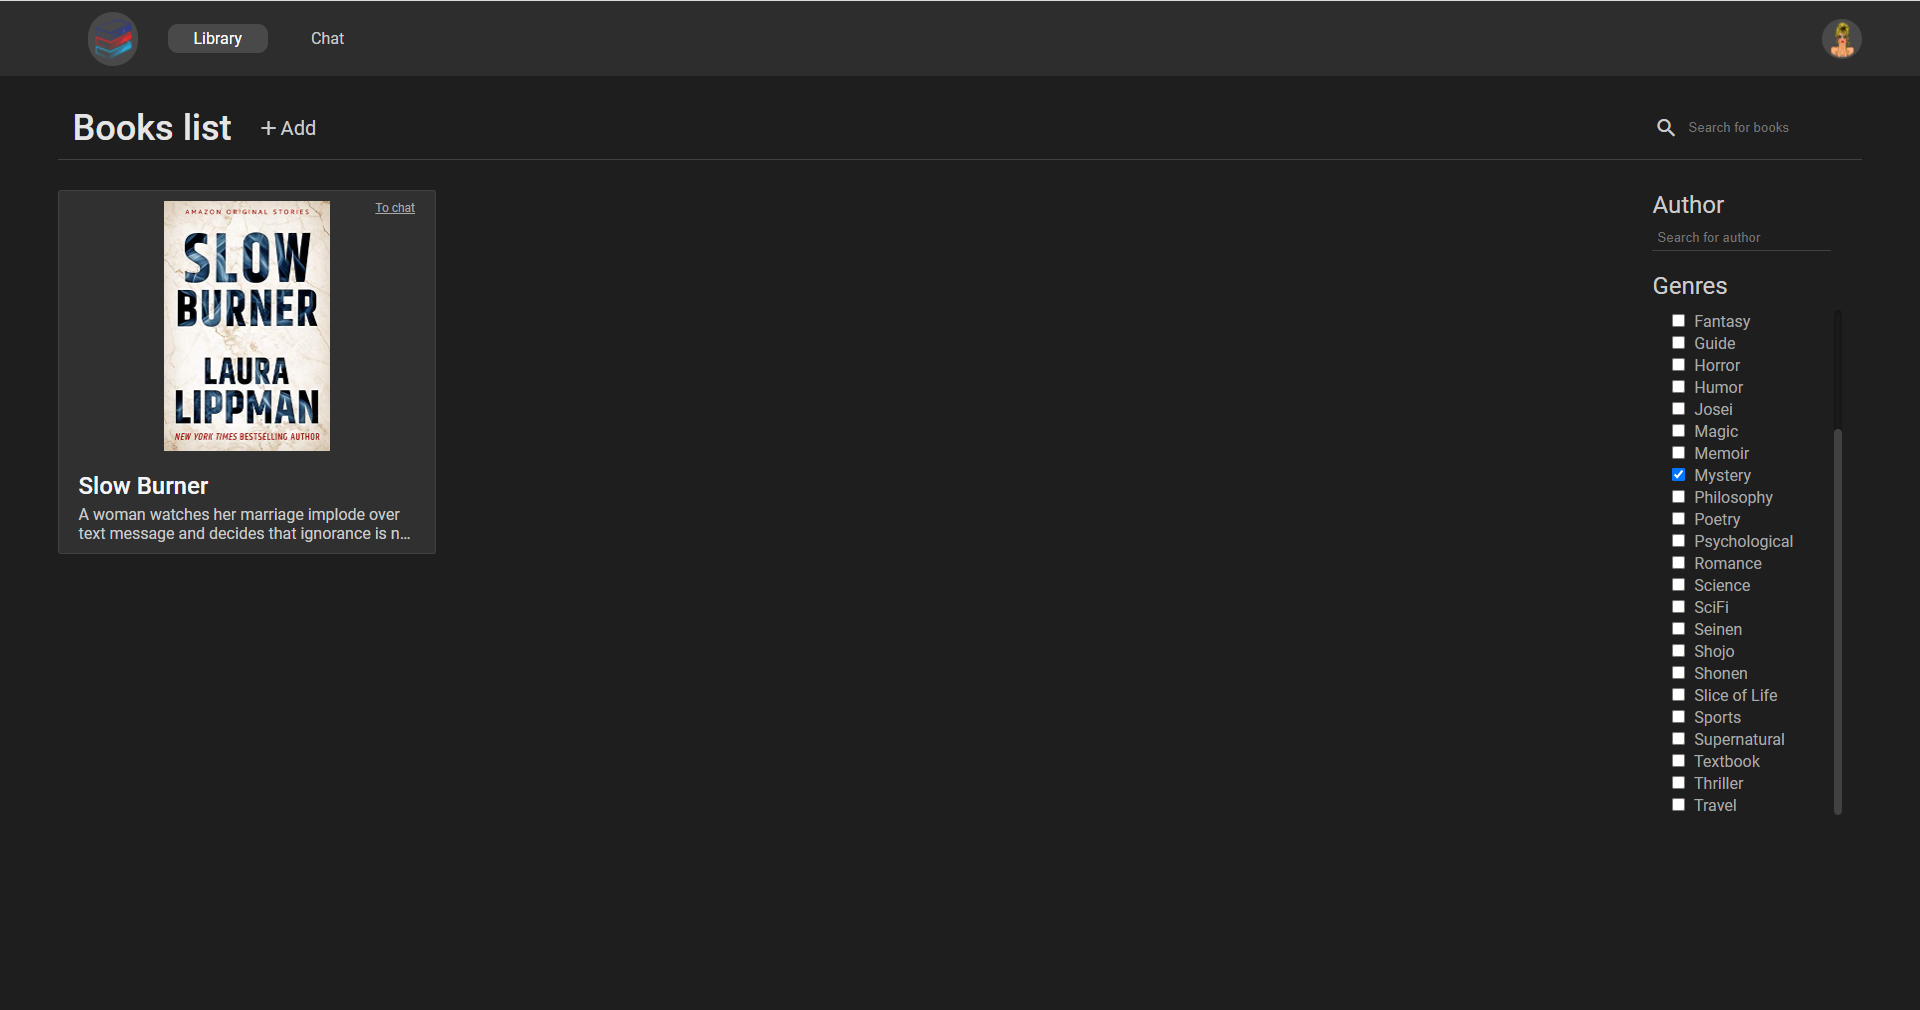 Library
Chat
Books list
+ Add
Search for books
To chat
AMAZON ORIGINAL STORIES
SLOW
BURNER
LAURA
LIPPMAN
NEW YORK TIMES BESTSELLING AUTHOR
Slow Burner
A woman watches her marriage implode over
text message and decides that ignorance is n...
Author
Search for author
Genres
Fantasy
Guide
Horror
Humor
Josei
Magic
Memoir
Mystery
Philosophy
Poetry
Psychological
Romance
Science
SciFi
Seinen
Shojo
Shonen
Slice of Life
Sports
Supernatural
Textbook
Thriller
Travel